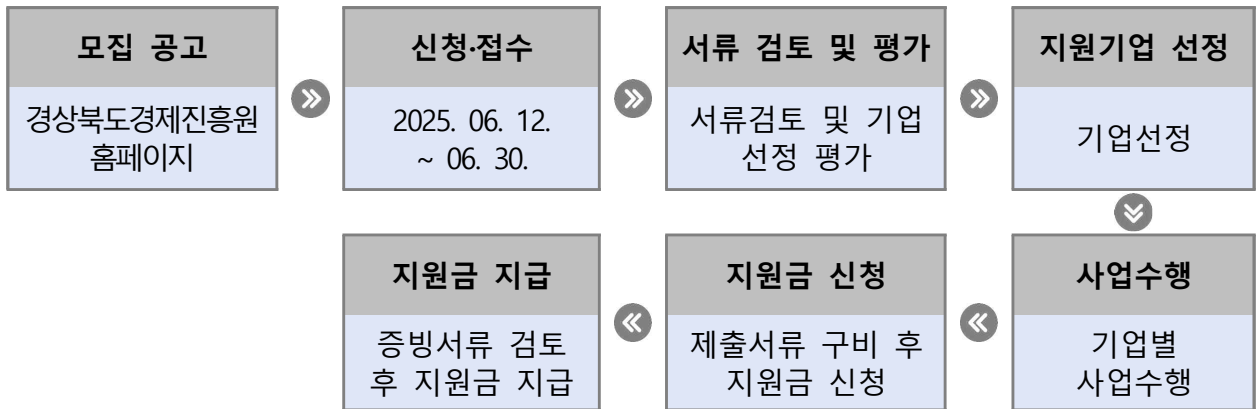 모집 공고
경상북도경제진흥원
홈페이지
신청·접수
2025. 06. 12.
~ 06. 30.
서류 검토 및 평가
서류검토 및 기업
선정 평가
지원기업 선정
기업선정
사업수행
기업별
사업수행
지원금 신청
제출서류 구비 후
지원금 신청
지원금 지급
증빙서류 검토
후 지원금 지급